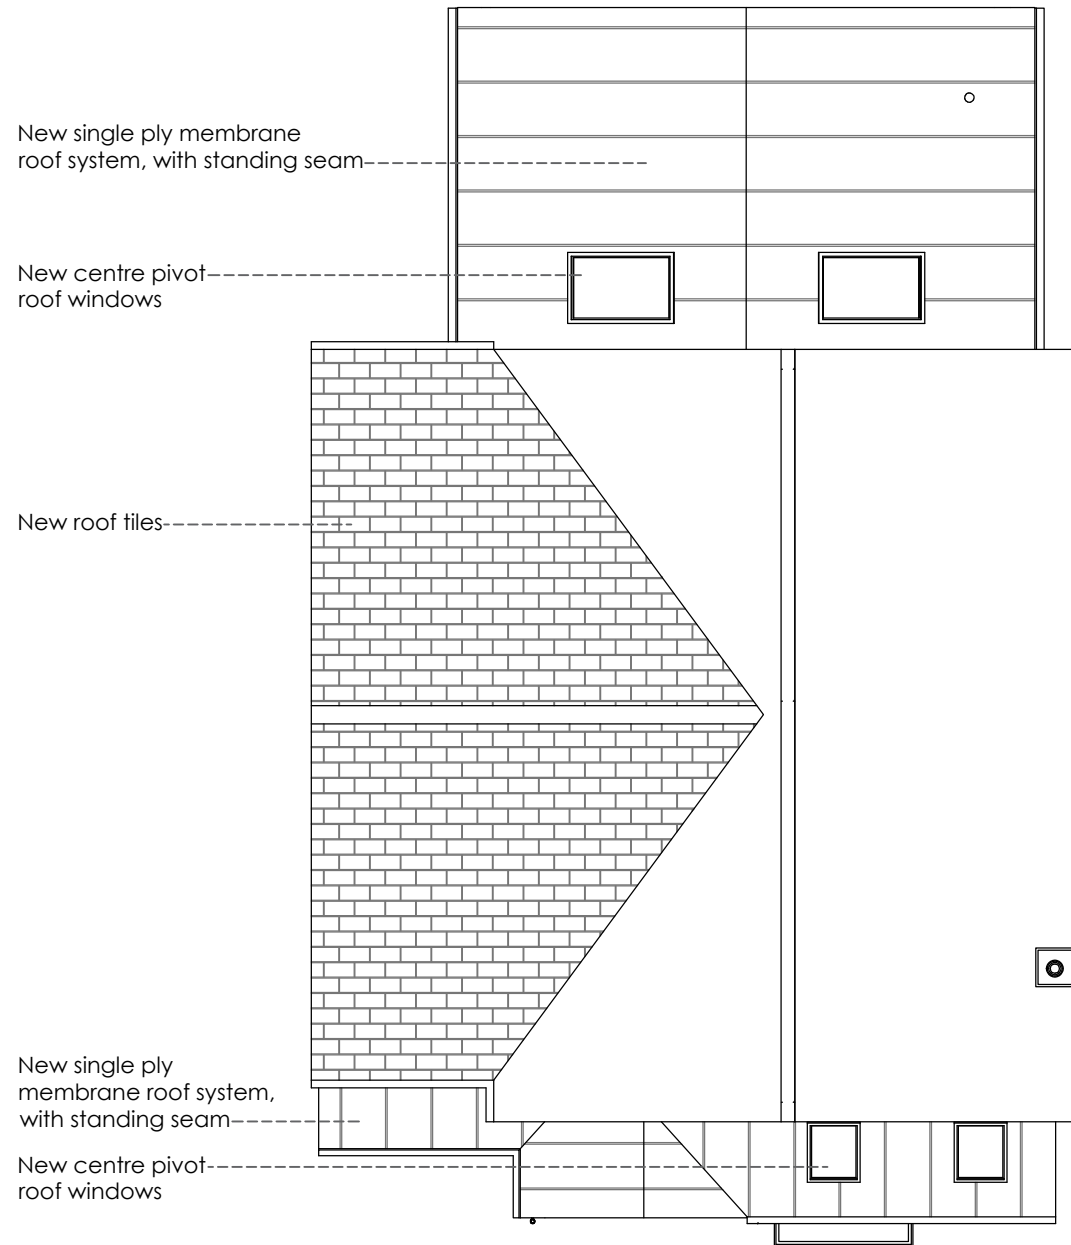 New single ply membrane
roof system, with standing seam
New centre pivot
roof windows
New roof tiles
New single ply
membrane roof system,
with standing seam
New centre pivot
roof windows